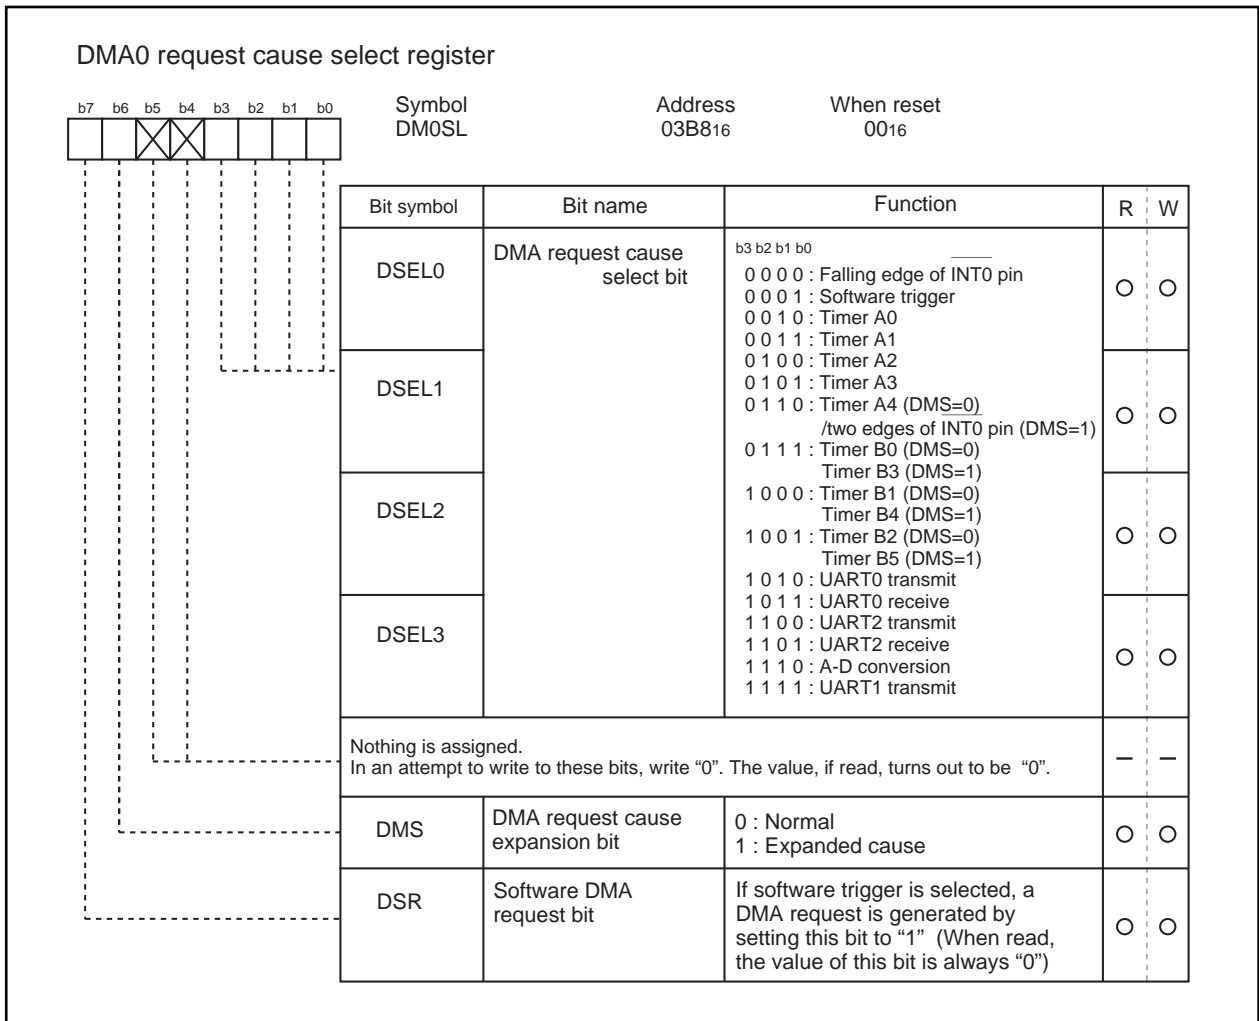 DMA0 request cause select register
b7 b6 b5 b4 b3 b2 b1 b0
Symbol Address When reset
DM0SL 03B816 0016
Bit symbol Bit name Function R W
DSEL0
DSEL1
DSEL2
DSEL3
DMA request cause
select bit
b3 b2 b1 b0
0 0 0 0 : Falling edge of INT0 pin
0 0 0 1 : Software trigger
0 0 1 0 : Timer A0
0 0 1 1 : Timer A1
0 1 0 0 : Timer A2
0 1 0 1 : Timer A3
0 1 1 0 : Timer A4 (DMS=0)
/two edges of INT0 pin (DMS=1)
0 1 1 1 : Timer B0 (DMS=0)
Timer B3 (DMS=1)
1 0 0 0 : Timer B1 (DMS=0)
Timer B4 (DMS=1)
1 0 0 1 : Timer B2 (DMS=0)
Timer B5 (DMS=1)
1 0 1 0 : UART0 transmit
1 0 1 1 : UART0 receive
1 1 0 0 : UART2 transmit
1 1 0 1 : UART2 receive
1 1 1 0 : A-D conversion
1 1 1 1 : UART1 transmit
Nothing is assigned.
In an attempt to write to these bits, write “0”. The value, if read, turns out to be “0”.
DMS
DMA request cause
expansion bit
0 : Normal
1 : Expanded cause
DSR
Software DMA
request bit
If software trigger is selected, a
DMA request is generated by
setting this bit to “1” (When read,
the value of this bit is always “0”)